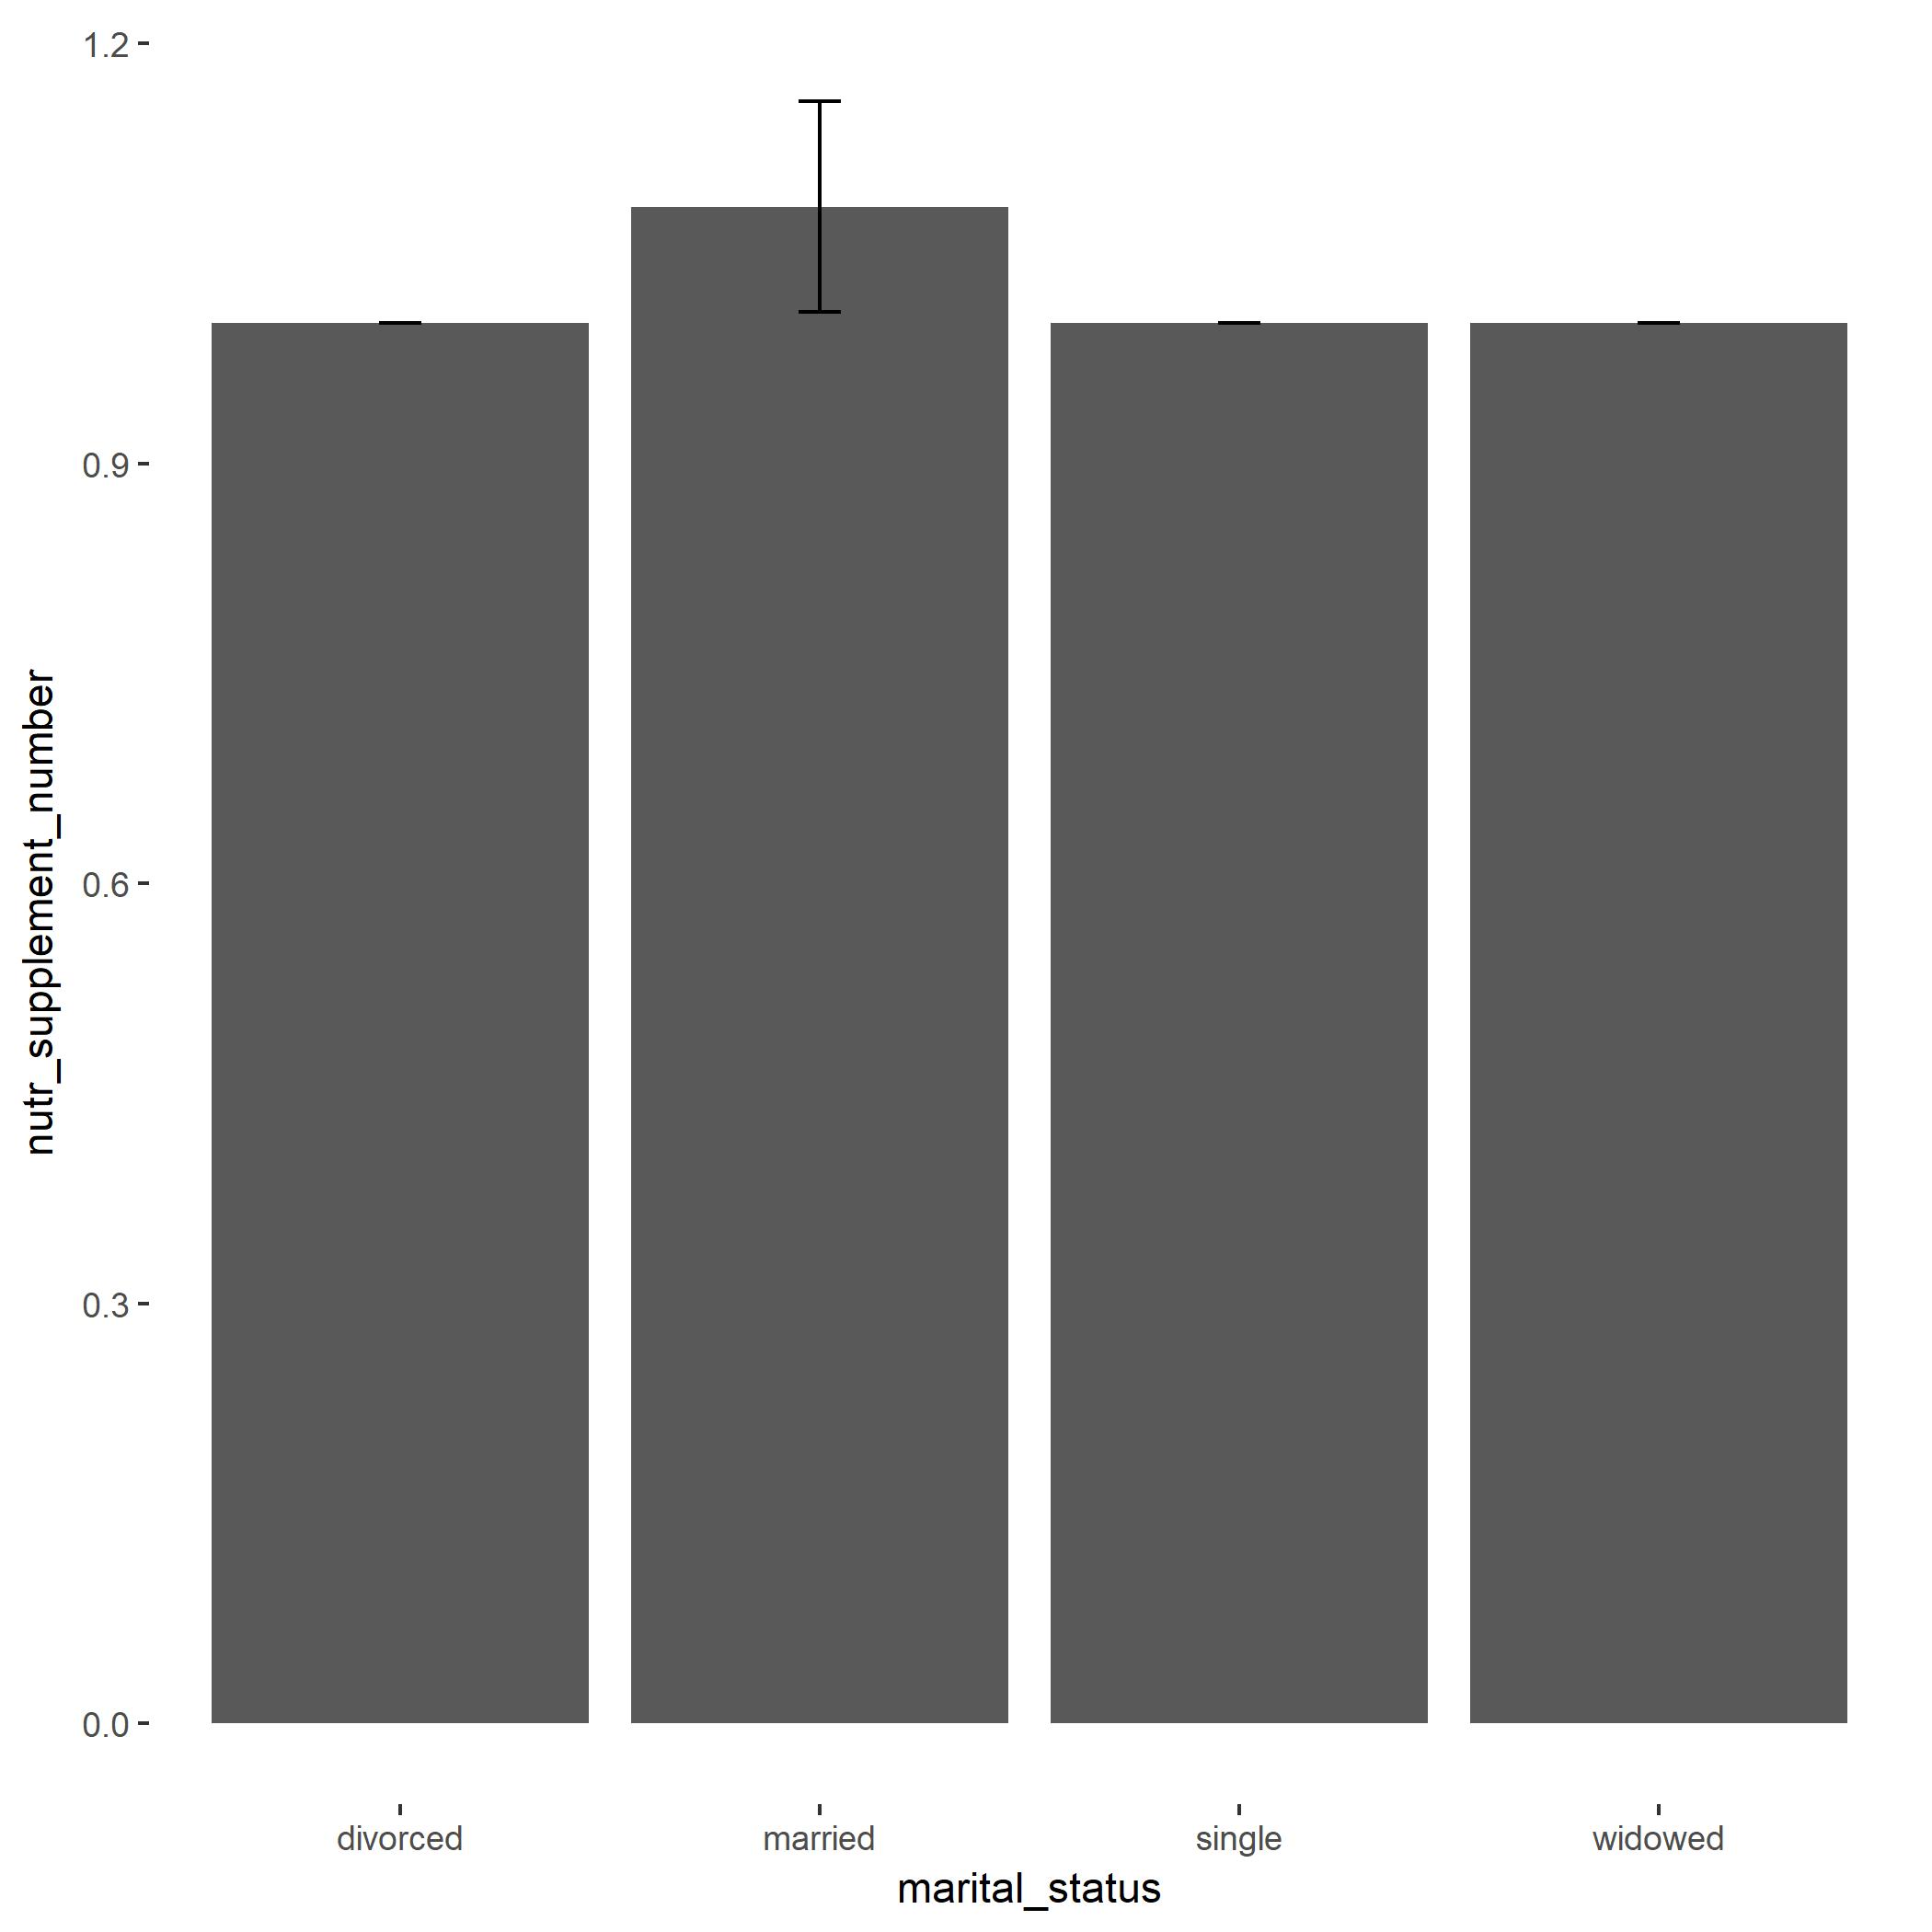 1.2
0.9
0.6
0.3
0.0
nutr_supplement_number
divorced married single widowed
marital_status